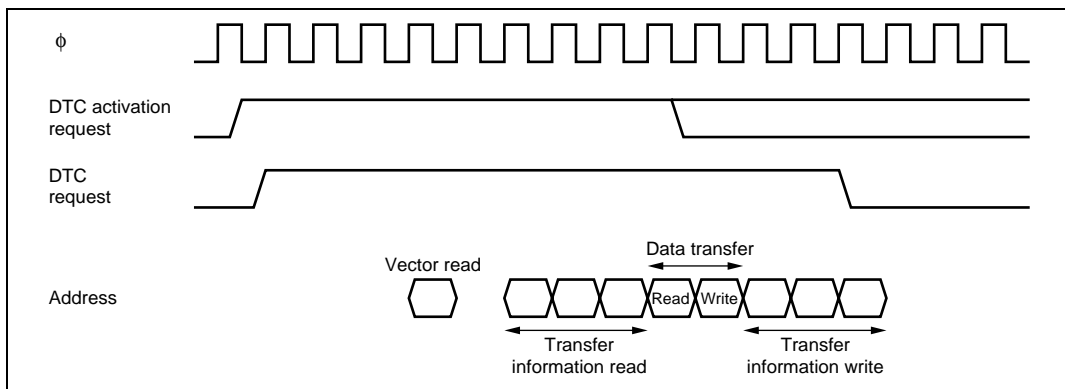 ϕ
DTC activation
request
DTC
request
Data transfer
Vector read
Address
Read Write
Transfer
information read
Transfer
information write